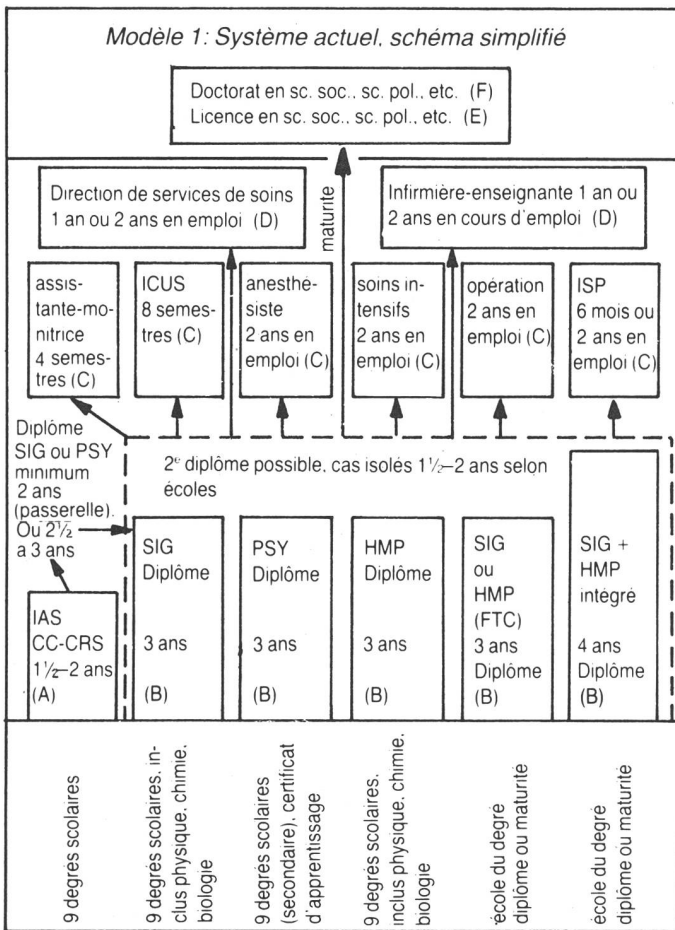 Modèle 1: Système actuel, schéma simplifié
Doctorat en sc. soc., sc. pol., etc. (F)
Licence en sc. soc., sc. pol., etc. (E)
Direction de services de soins
1 an ou 2 ans en emploi (D)
maturite
Infirmière-enseignante 1 an ou
2 ans en cours d'emploi (D)
assis-
tante-mo-
nitrice
4 semes-
tres (C)
ICUS
8 semes-
tres (C)
anesthé-
siste
2 ans en
emploi (C)
soins in-
tensifs
2 ans en
emploi (C)
opération
2 ans en
emploi (C)
ISP
6 mois ou
2 ans en
emploi (C)
Diplôme
SIG ou PSY
minimum
2 ans
(passerelle).
Ou 2½
a 3 ans
2e diplôme possible, cas isolés 1½–2 ans selon
écoles
IAS
CC-CRS
1½–2 ans
(A)
SIG
Diplôme
3 ans
(B)
PSY
Diplôme
3 ans
(B)
HMP
Diplôme
3 ans
(B)
SIG
ou
HMP
(FTC)
3 ans
Diplôme
(B)
SIG +
HMP
intégré
4 ans
Diplôme
(B)
9 degrés scolaires
9 degrés scolaires, in-
clus physique, chimie,
biologie
9 degrés scolaires
(secondaire), certificat
d'apprentissage
9 degrés scolaires,
inclus physique, chimie,
biologie
école du degré
diplôme ou maturité
école du degré
diplôme ou maturité